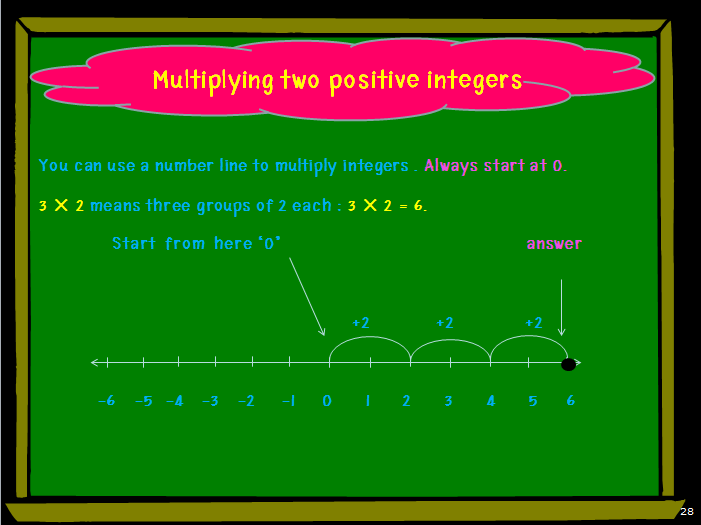 Multiplying two positive integers
You can use a number line to multiply integers . Always start at 0.
3 X 2 means three groups of 2 each : 3 X 2 = 6.
Start from here "0"
answer
+2 +2 +2
-6 -5 -4 -3 -2 -1 0 1 2 3 4 5 6
28